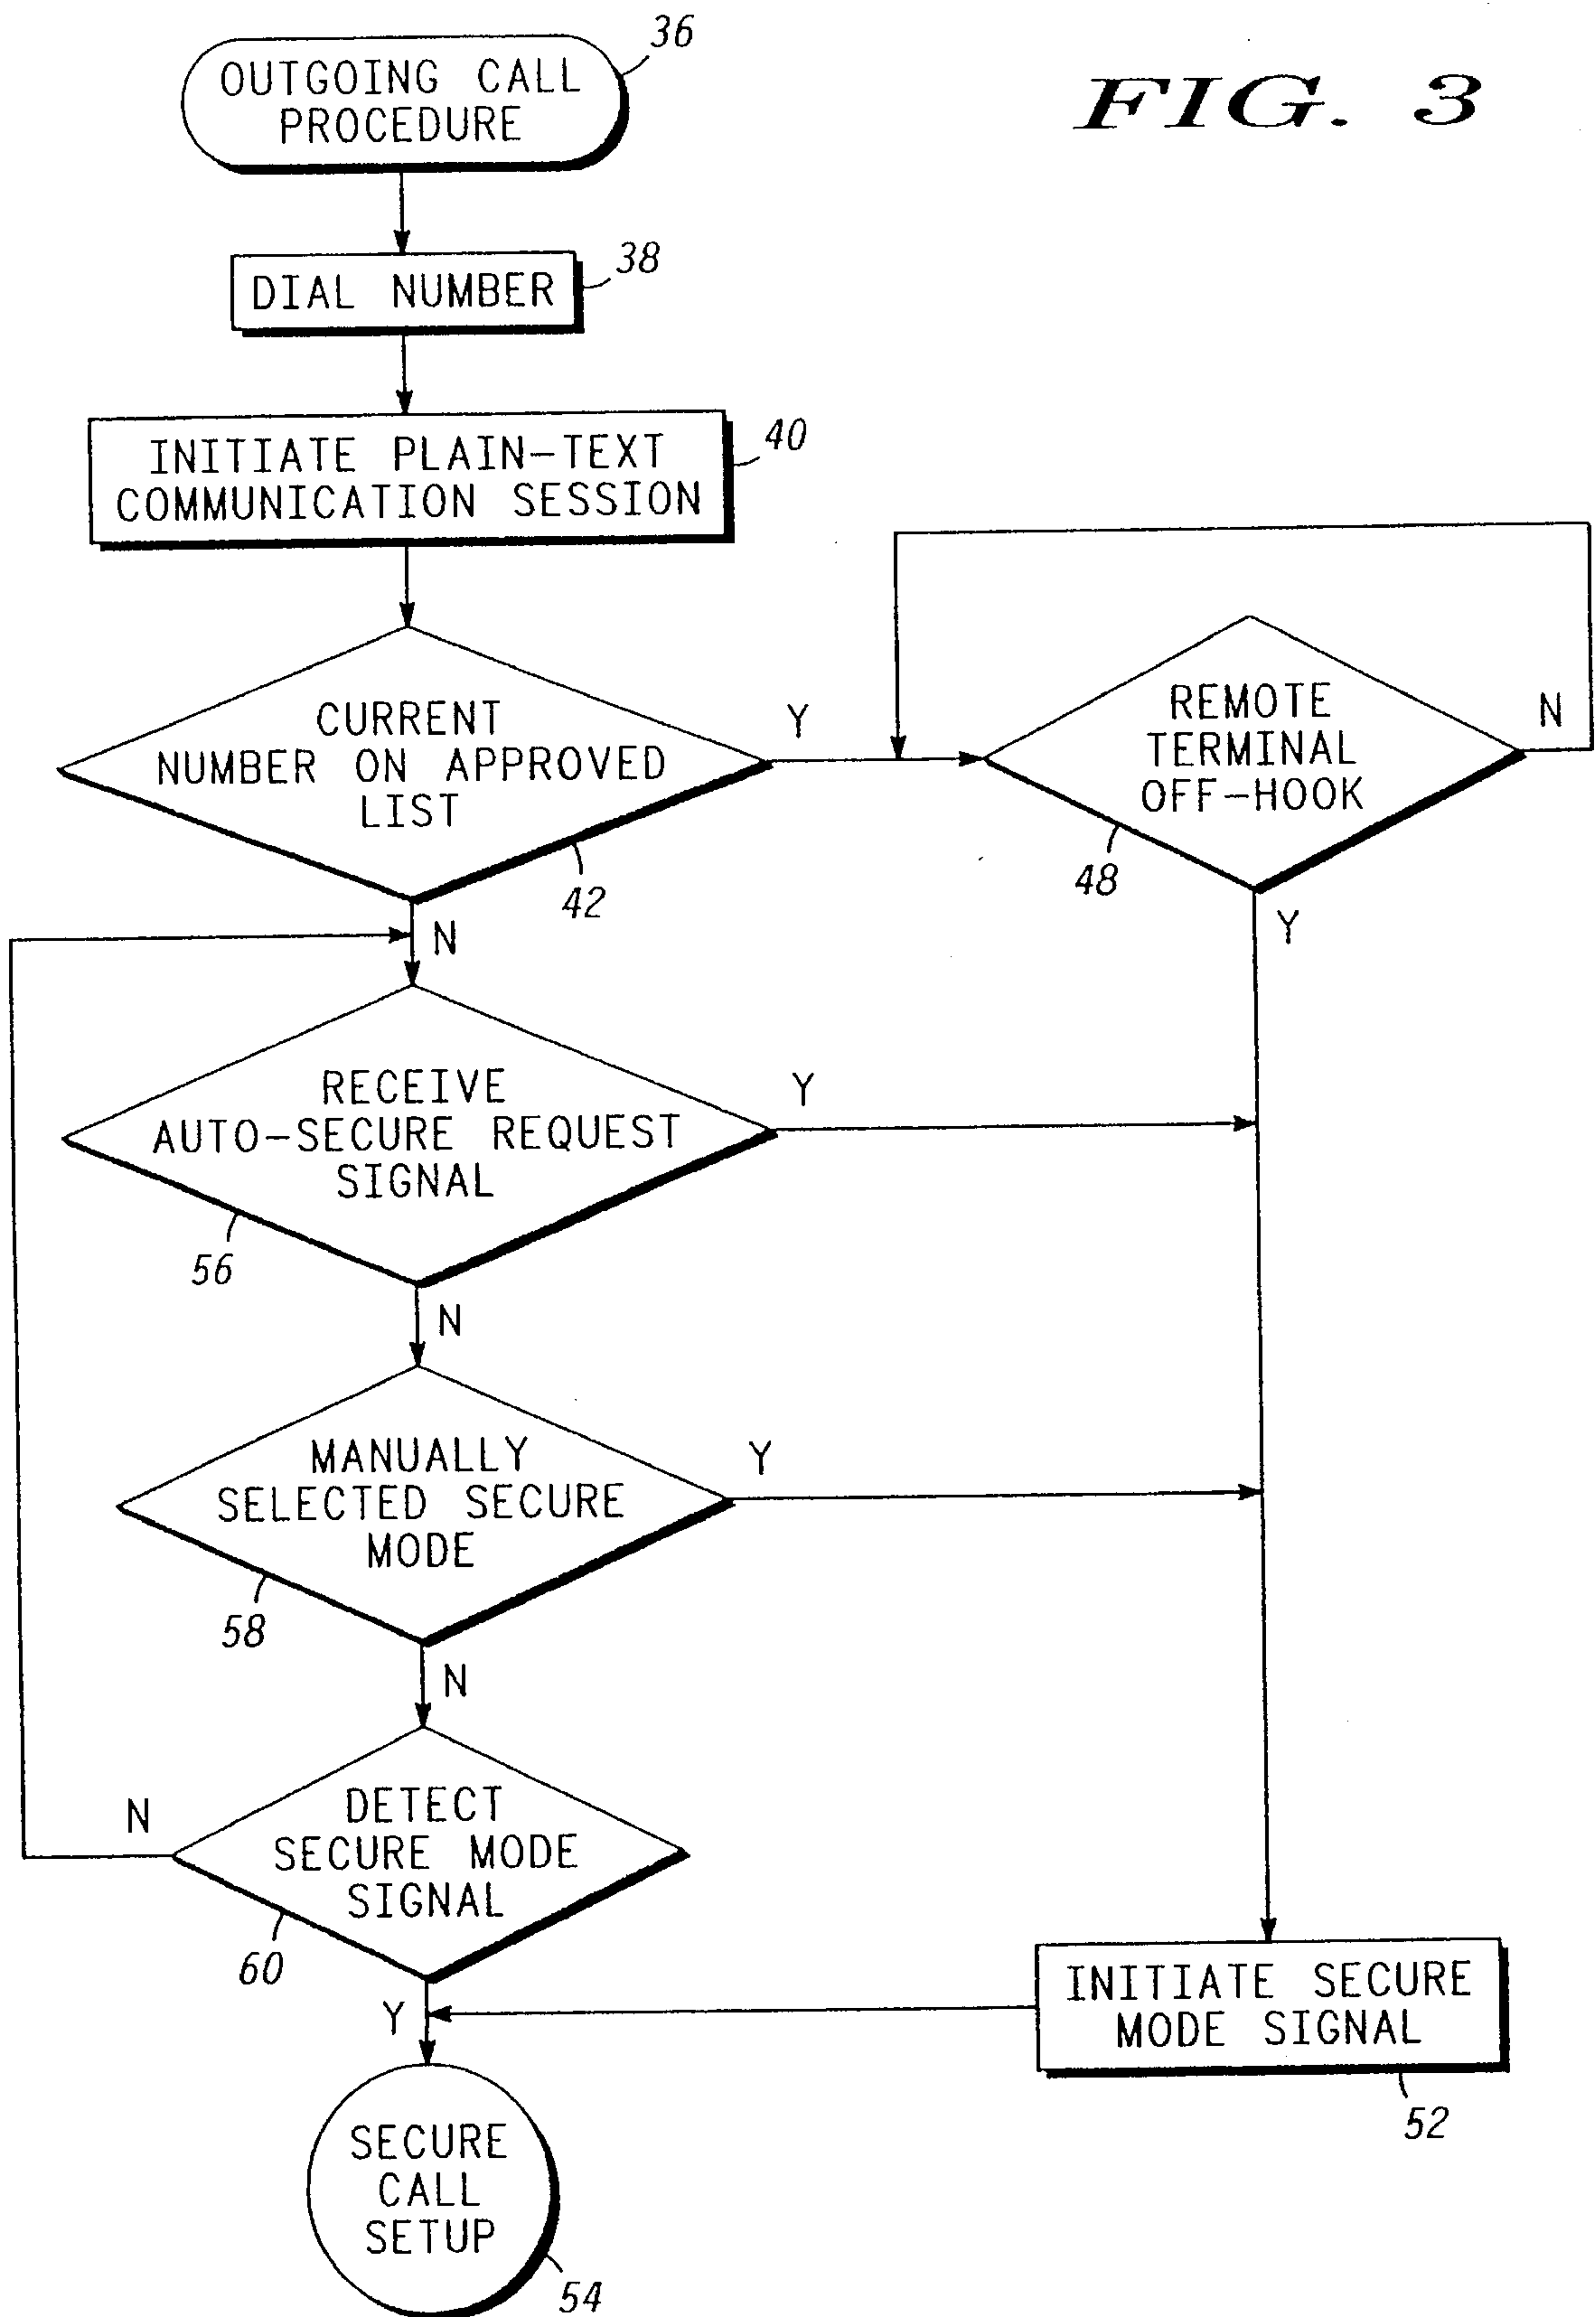 36
OUTGOING CALL
PROCEDURE
FIG. 3
38
DIAL NUMBER
40
INITIATE PLAIN-TEXT
COMMUNICATION SESSION
CURRENT
NUMBER ON APPROVED
LIST
Y
42
N
REMOTE
TERMINAL
OFF-HOOK
N
48
Y
RECEIVE
AUTO-SECURE REQUEST
SIGNAL
Y
56
N
MANUALLY
SELECTED SECURE
MODE
Y
58
N
DETECT
SECURE MODE
SIGNAL
N
60
Y
INITIATE SECURE
MODE SIGNAL
52
SECURE
CALL
SETUP
54